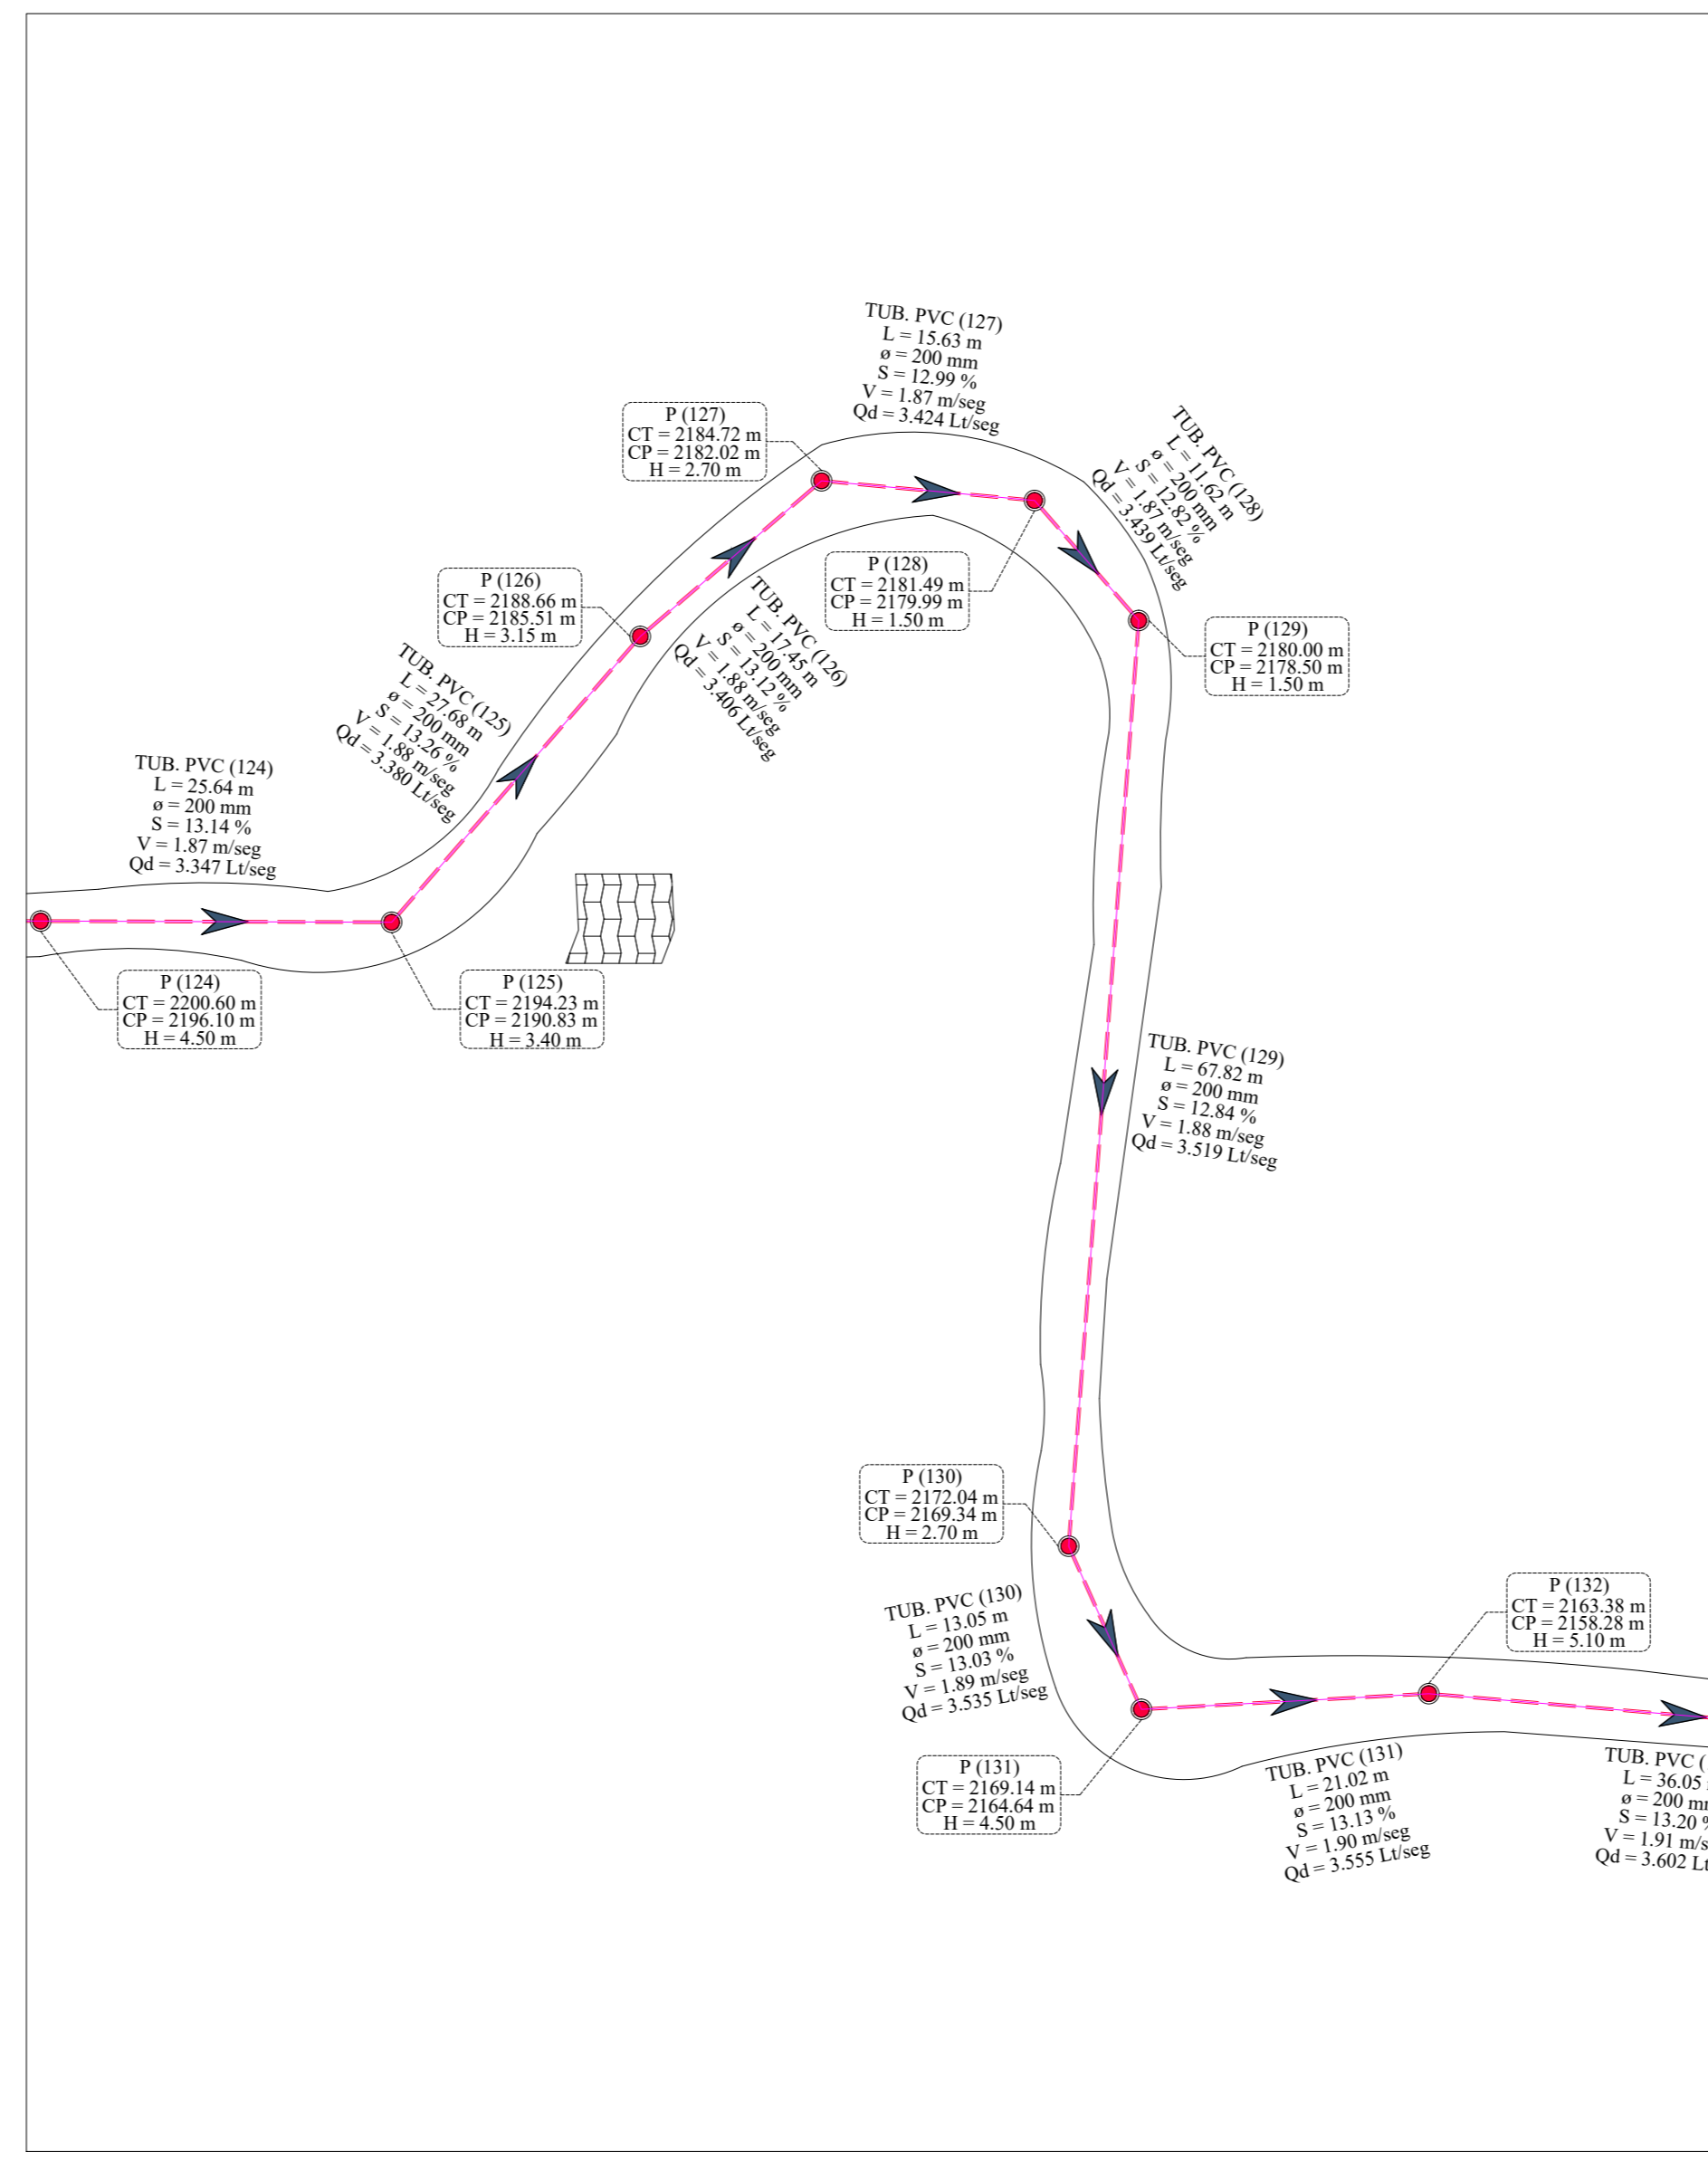 TUB. PVC (127)
L = 15.63 m
ø = 200 mm
S = 12.99 %
V = 1.87 m/seg
Qd = 3.424 Lt/seg
P (127)
CT = 2184.72 m
CP = 2182.02 m
H = 2.70 m
TUB. PVC (128)
L = 11.62 m
ø = 200 mm
S = 12.82 %
V = 1.87 m/seg
Qd = 3.439 Lt/seg
P (126)
CT = 2188.66 m
CP = 2185.51 m
H = 3.15 m
P (128)
CT = 2181.49 m
CP = 2179.99 m
H = 1.50 m
TUB. PVC (126)
L = 17.45 m
ø = 200 mm
S = 13.12 %
V = 1.88 m/seg
Qd = 3.406 Lt/seg
P (129)
CT = 2180.00 m
CP = 2178.50 m
H = 1.50 m
TUB. PVC (125)
L = 27.68 m
ø = 200 mm
S = 13.26 %
V = 1.88 m/seg
Qd = 3.380 Lt/seg
TUB. PVC (124)
L = 25.64 m
ø = 200 mm
S = 13.14 %
V = 1.87 m/seg
Qd = 3.347 Lt/seg
P (124)
CT = 2200.60 m
CP = 2196.10 m
H = 4.50 m
P (125)
CT = 2194.23 m
CP = 2190.83 m
H = 3.40 m
TUB. PVC (129)
L = 67.82 m
ø = 200 mm
S = 12.84 %
V = 1.88 m/seg
Qd = 3.519 Lt/seg
P (130)
CT = 2172.04 m
CP = 2169.34 m
H = 2.70 m
TUB. PVC (130)
L = 13.05 m
ø = 200 mm
S = 13.03 %
V = 1.89 m/seg
Qd = 3.535 Lt/seg
P (132)
CT = 2163.38 m
CP = 2158.28 m
H = 5.10 m
P (131)
CT = 2169.14 m
CP = 2164.64 m
H = 4.50 m
TUB. PVC (131)
L = 21.02 m
ø = 200 mm
S = 13.13 %
V = 1.90 m/seg
Qd = 3.555 Lt/seg
TUB. PVC (
L = 36.05
ø = 200 m
S = 13.20 %
V = 1.91 m/s
Qd = 3.602 Lt